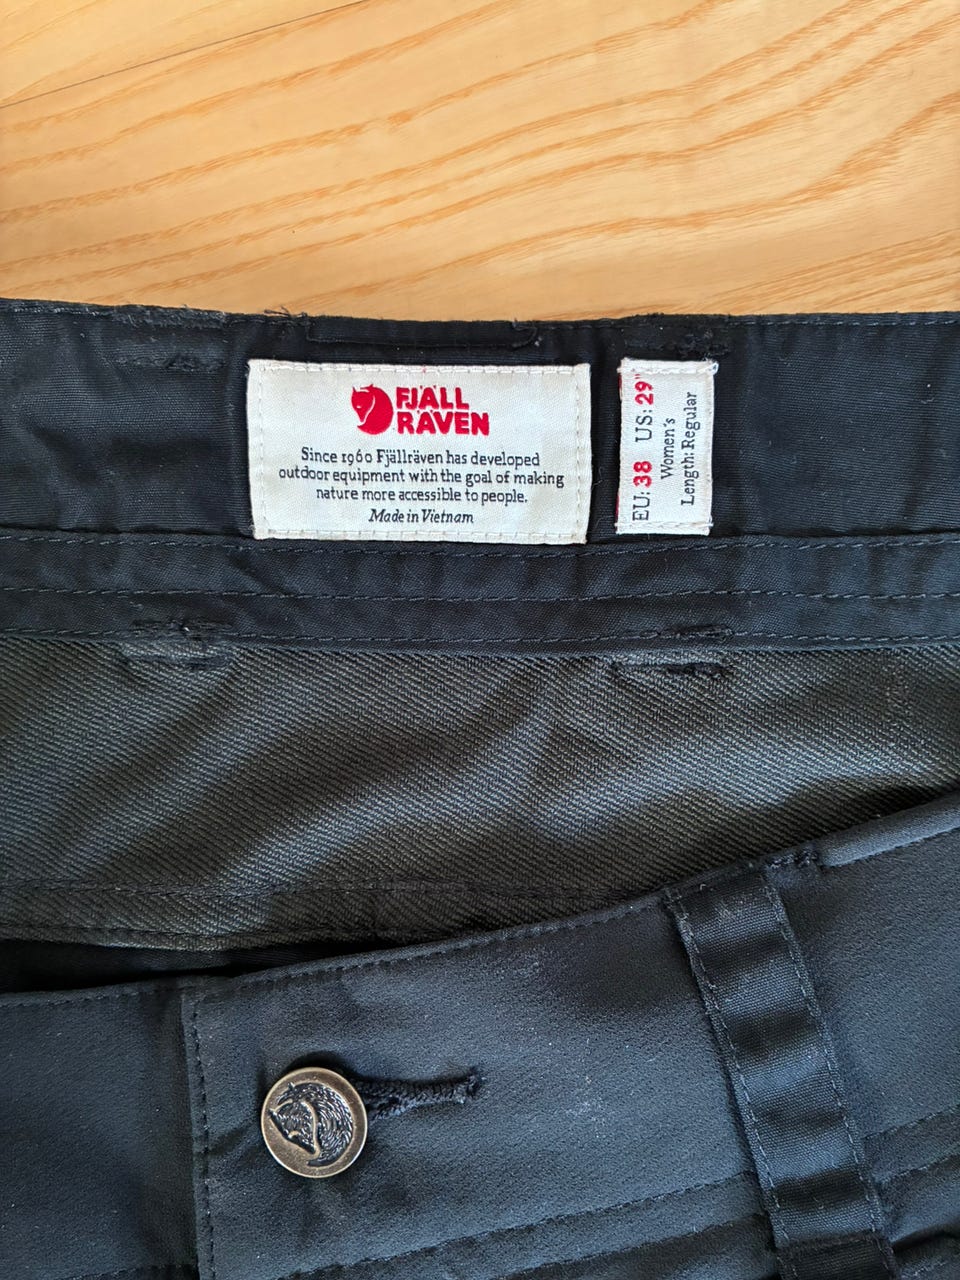 FJÄLL
RÄVEN
Since 1960 Fjällräven has developed
outdoor equipment with the goal of making
nature more accessible to people.
Made in Vietnam
EU: 38 US: 29"
Women's
Length: Regular